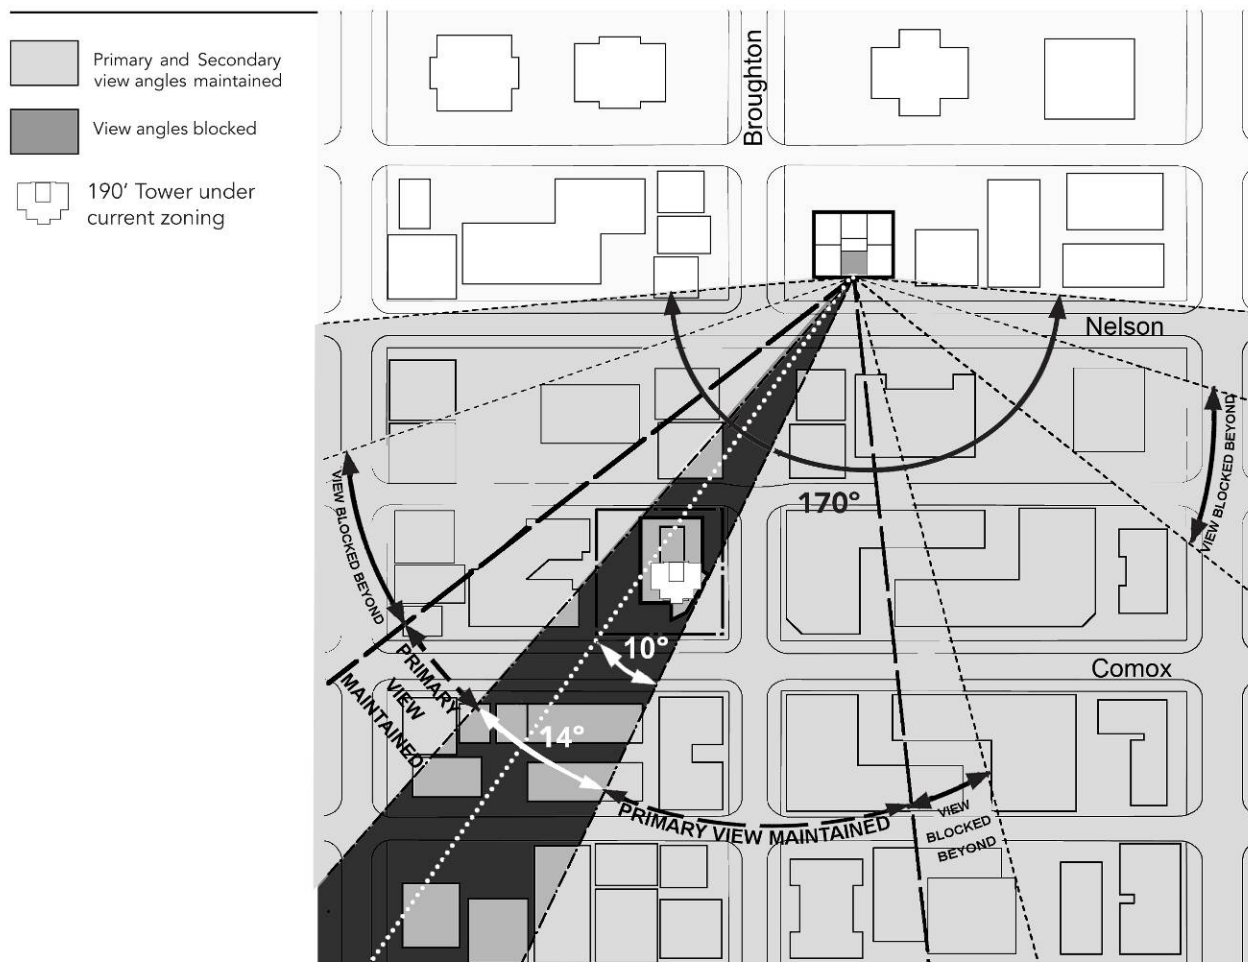 Primary and Secondary
view angles maintained
View angles blocked
190' Tower under
current zoning
Broughton
Nelson
170°
VIEW BLOCKED BEYOND
VIEW BLOCKED BEYOND
10°
PRIMARY
VIEW
MAINTAINED
Comox
14°
PRIMARY VIEW MAINTAINED
VIEW
BLOCKED
BEYOND